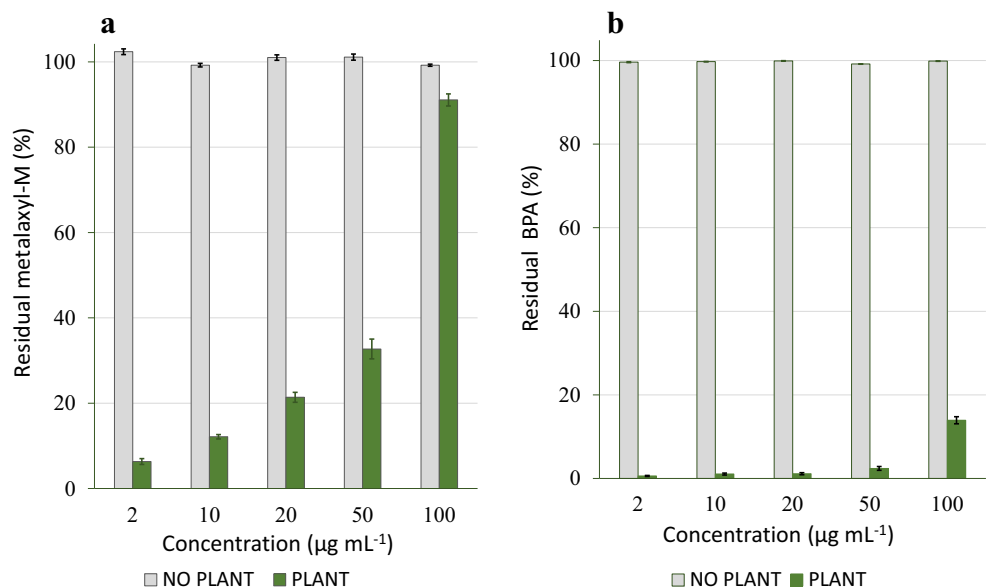 a
Residual metalaxyl-M (%)
100
80
60
40
20
0
2 10 20 50 100
Concentration (µg mL⁻¹)
NO PLANT PLANT
b
Residual BPA (%)
100
80
60
40
20
0
2 10 20 50 100
Concentration (µg mL⁻¹)
NO PLANT PLANT